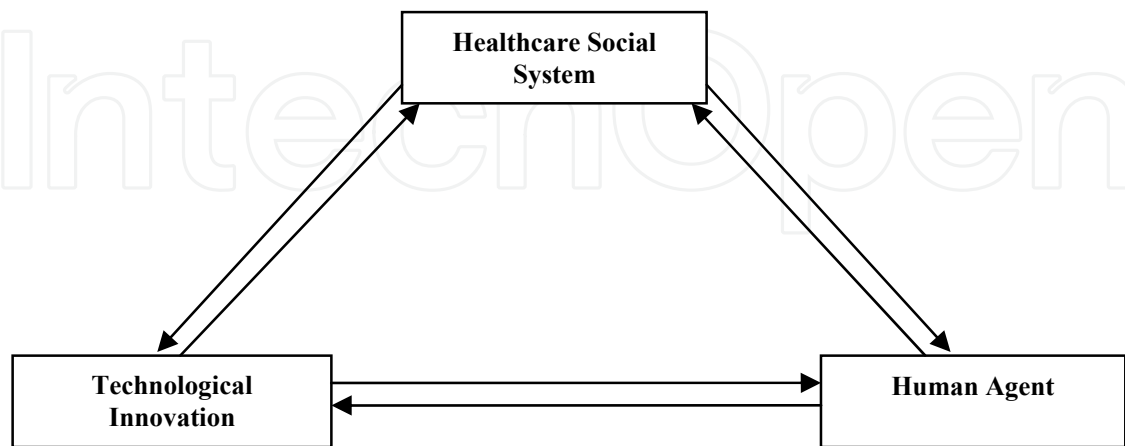 IntechOpen
Healthcare Social
System
Technological
Innovation
Human Agent